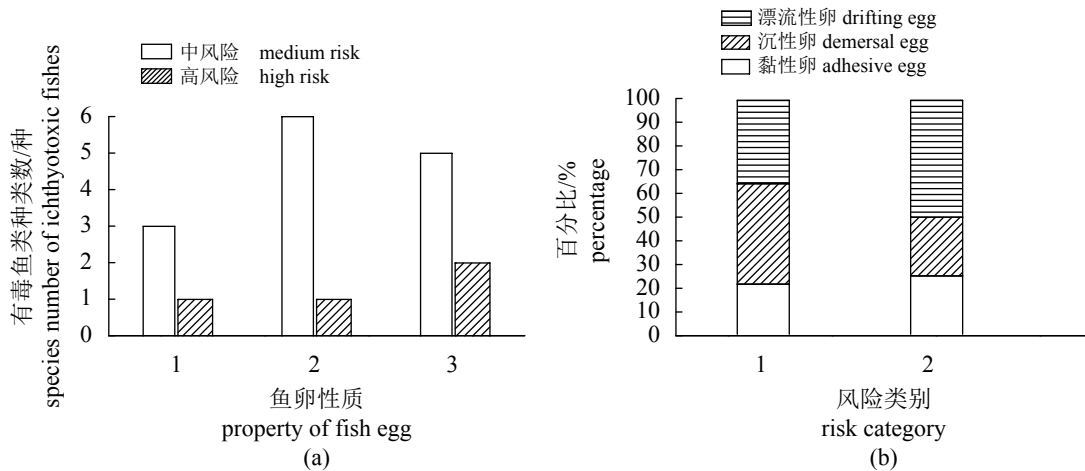 中风险 medium risk
高风险 high risk
有毒鱼类种类数/种
species number of ichthyotoxic fishes
6
5
4
3
2
1
0
1 2 3
鱼卵性质
property of fish egg
(a)
漂流性卵 drifting egg
沉性卵 demersal egg
黏性卵 adhesive egg
百分比/%
percentage
100
90
80
70
60
50
40
30
20
10
0
1 2
风险类别
risk category
(b)